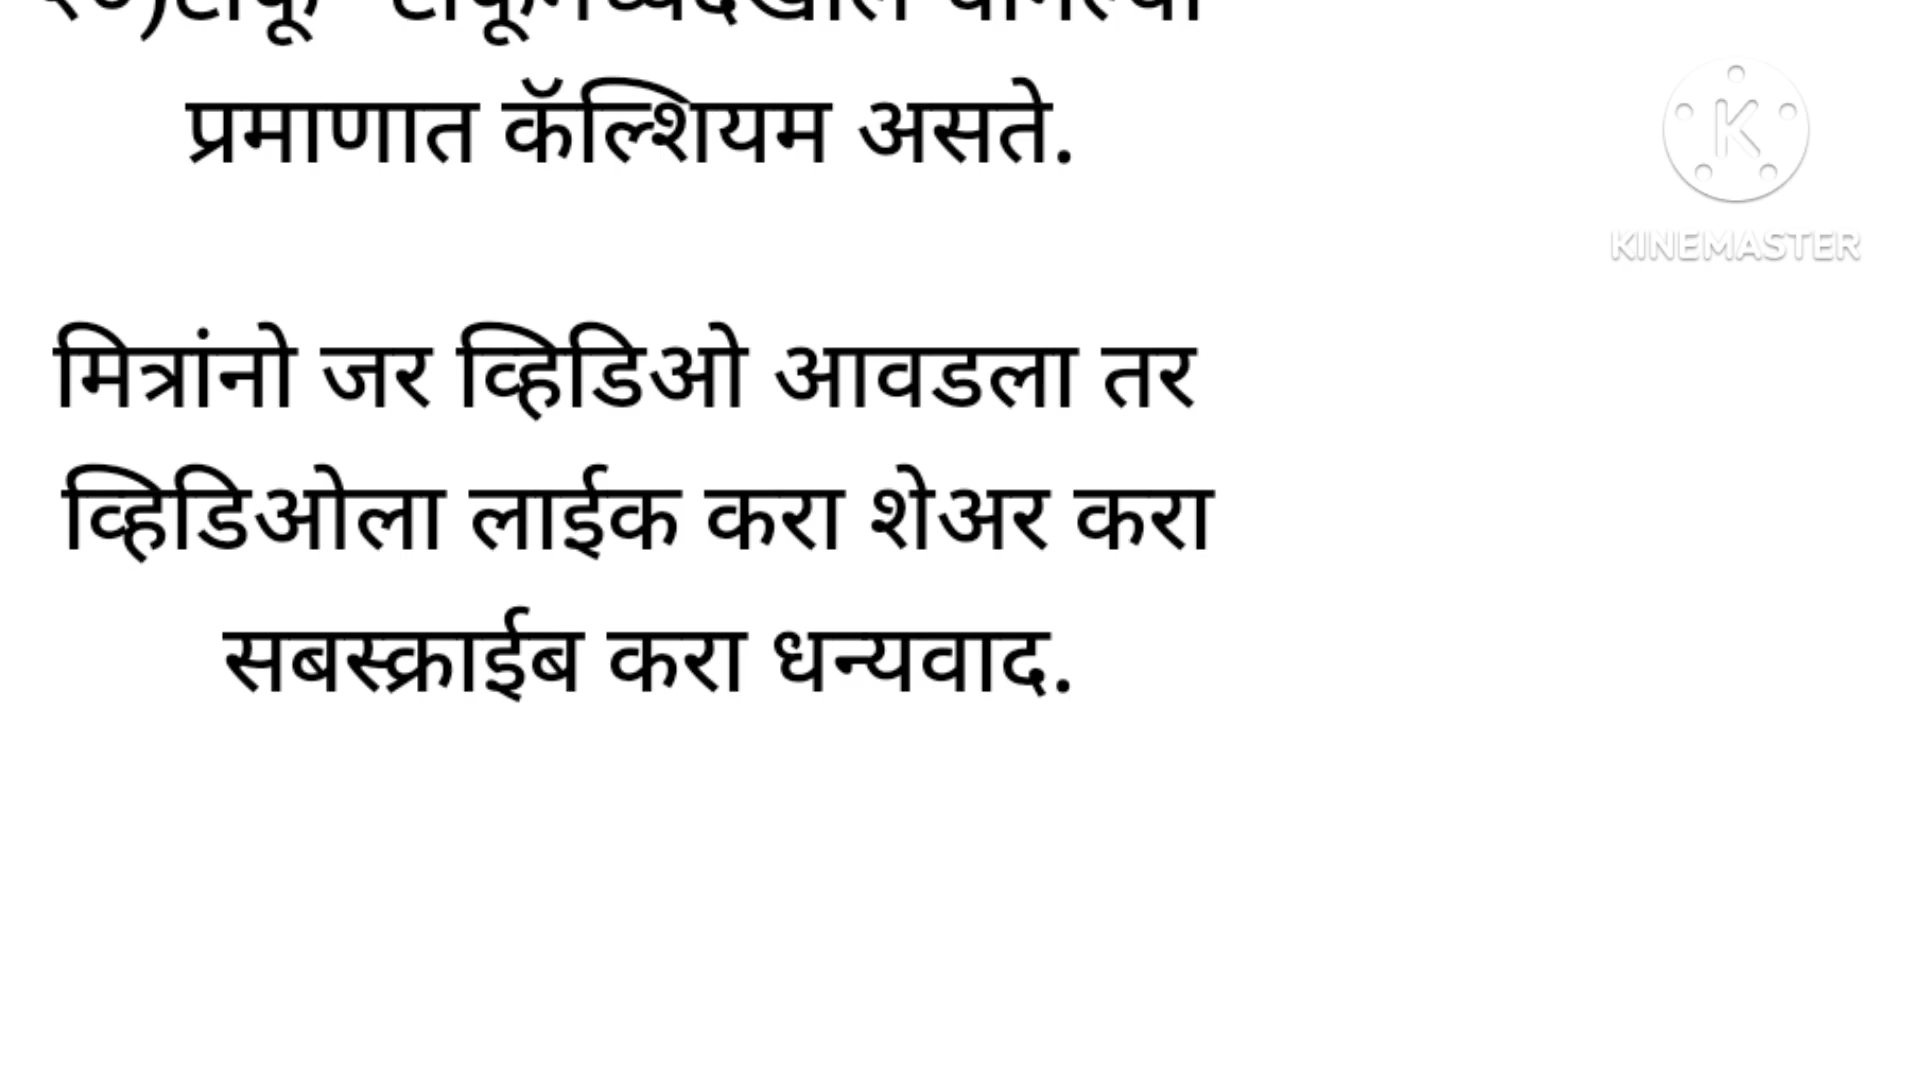 प्रमाणात कॅल्शियम असते.
KINEMASTER
मित्रांनो जर व्हिडिओ आवडला तर
व्हिडिओला लाईक करा शेअर करा
सबस्क्राईब करा धन्यवाद.